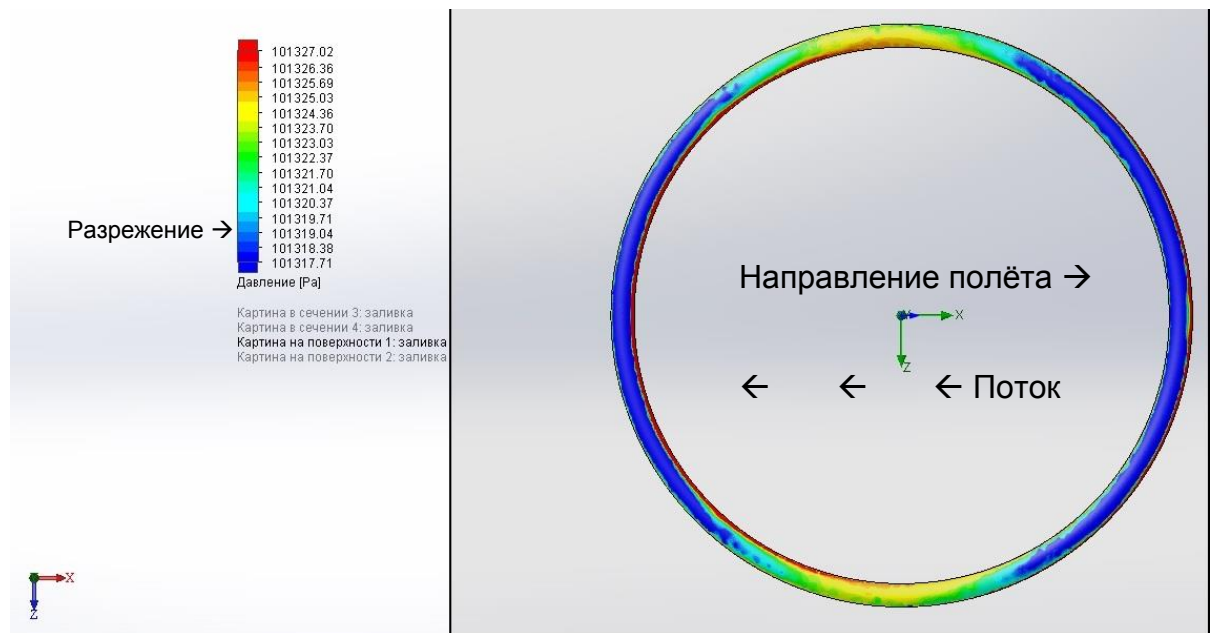 101327.02
101326.36
101325.69
101325.03
101324.36
101323.70
101323.03
101322.37
101321.70
101321.04
101320.37
101319.71
101319.04
101318.38
101317.71
Разрежение →
Давление [Pa]
Картина в сечении 3: заливка
Картина в сечении 4: заливка
Картина на поверхности 1: заливка
Картина на поверхности 2: заливка
Направление полёта →
X
Z
← ← ← Поток
X
Z